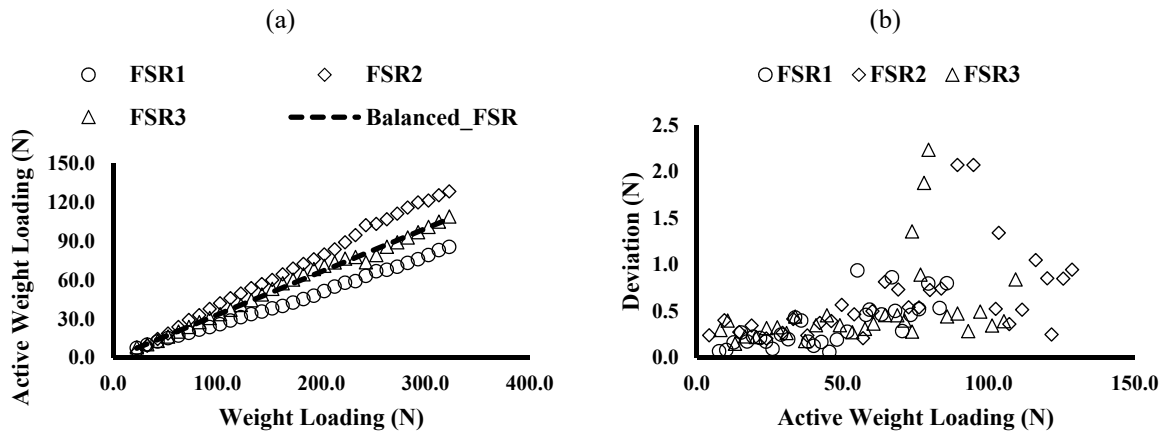 (a)
FSR1
FSR2
FSR3
Balanced_FSR
Active Weight Loading (N)
150.0
120.0
90.0
60.0
30.0
0.0
0.0 100.0 200.0 300.0 400.0
Weight Loading (N)
(b)
FSR1 FSR2 FSR3
Deviation (N)
2.5
2.0
1.5
1.0
0.5
0.0
0.0 50.0 100.0 150.0
Active Weight Loading (N)